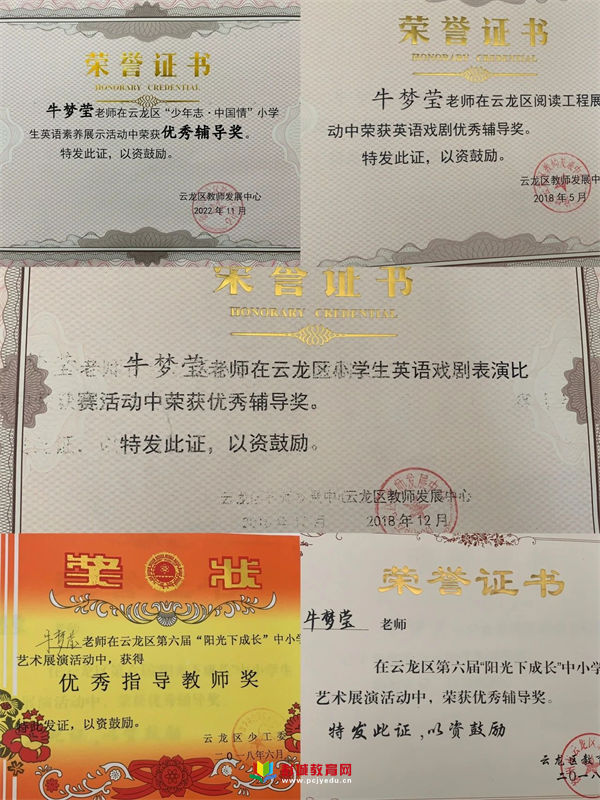 荣誉证书
HONORARY CREDENTIAL
牛梦莹老师在云龙区“少年志·中国情”小学
生英语素养展示活动中荣获优秀辅导奖。
特发此证，以资鼓励。
云龙区教师发展中心
2022年11月
荣誉证书
HONORARY CREDENTIAL
牛梦莹老师在云龙区阅读工程展
动中荣获英语戏剧优秀辅导奖。
特发此证，以资鼓励。
云龙区教师发展中
2018年5月
荣誉证书
HONORARY CREDENTIAL
牛梦莹老师在云龙区小学生英语戏剧表演比
赛活动中荣获优秀辅导奖。
特发此证，以资鼓励。
云龙区教师发展中心
2018年12月
奖状
牛梦莹老师在云龙区第六届“阳光下成长”中小学
艺术展演活动中，获得
优秀指导教师奖
特此发证，以资鼓励。
云龙区少工委
二〇一八年六月
荣誉证书
牛梦莹 老师
在云龙区第六届“阳光下成长”中小学
艺术展演活动中，荣获优秀辅导奖。
特发此证，以资鼓励
云龙区教
二〇一八
教育网
www.pcjyedu.cn